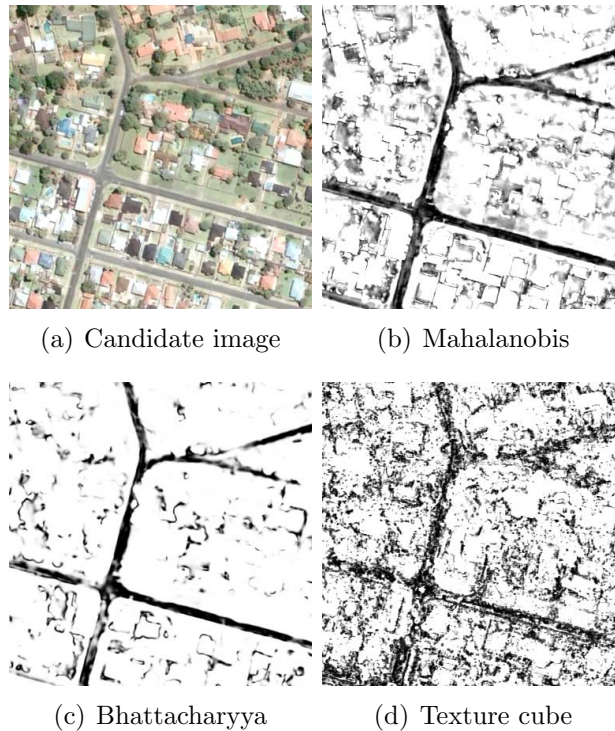 (a) Candidate image
(b) Mahalanobis
(c) Bhattacharyya
(d) Texture cube